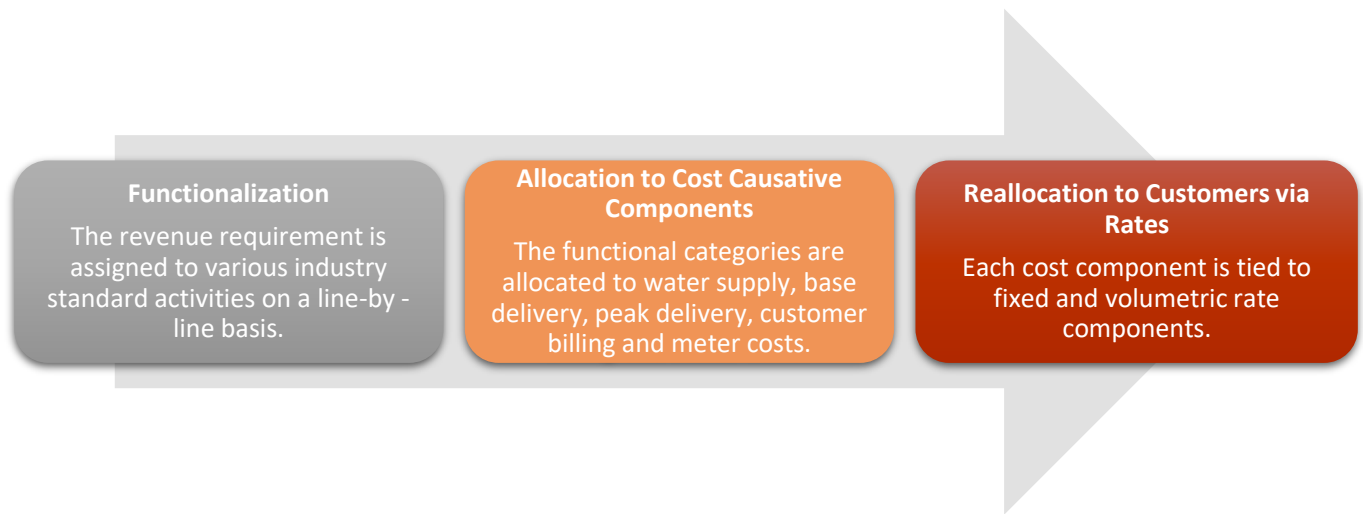 Functionalization
The revenue requirement is
assigned to various industry
standard activities on a line-by -
line basis.
Allocation to Cost Causative
Components
The functional categories are
allocated to water supply, base
delivery, peak delivery, customer
billing and meter costs.
Reallocation to Customers via
Rates
Each cost component is tied to
fixed and volumetric rate
components.